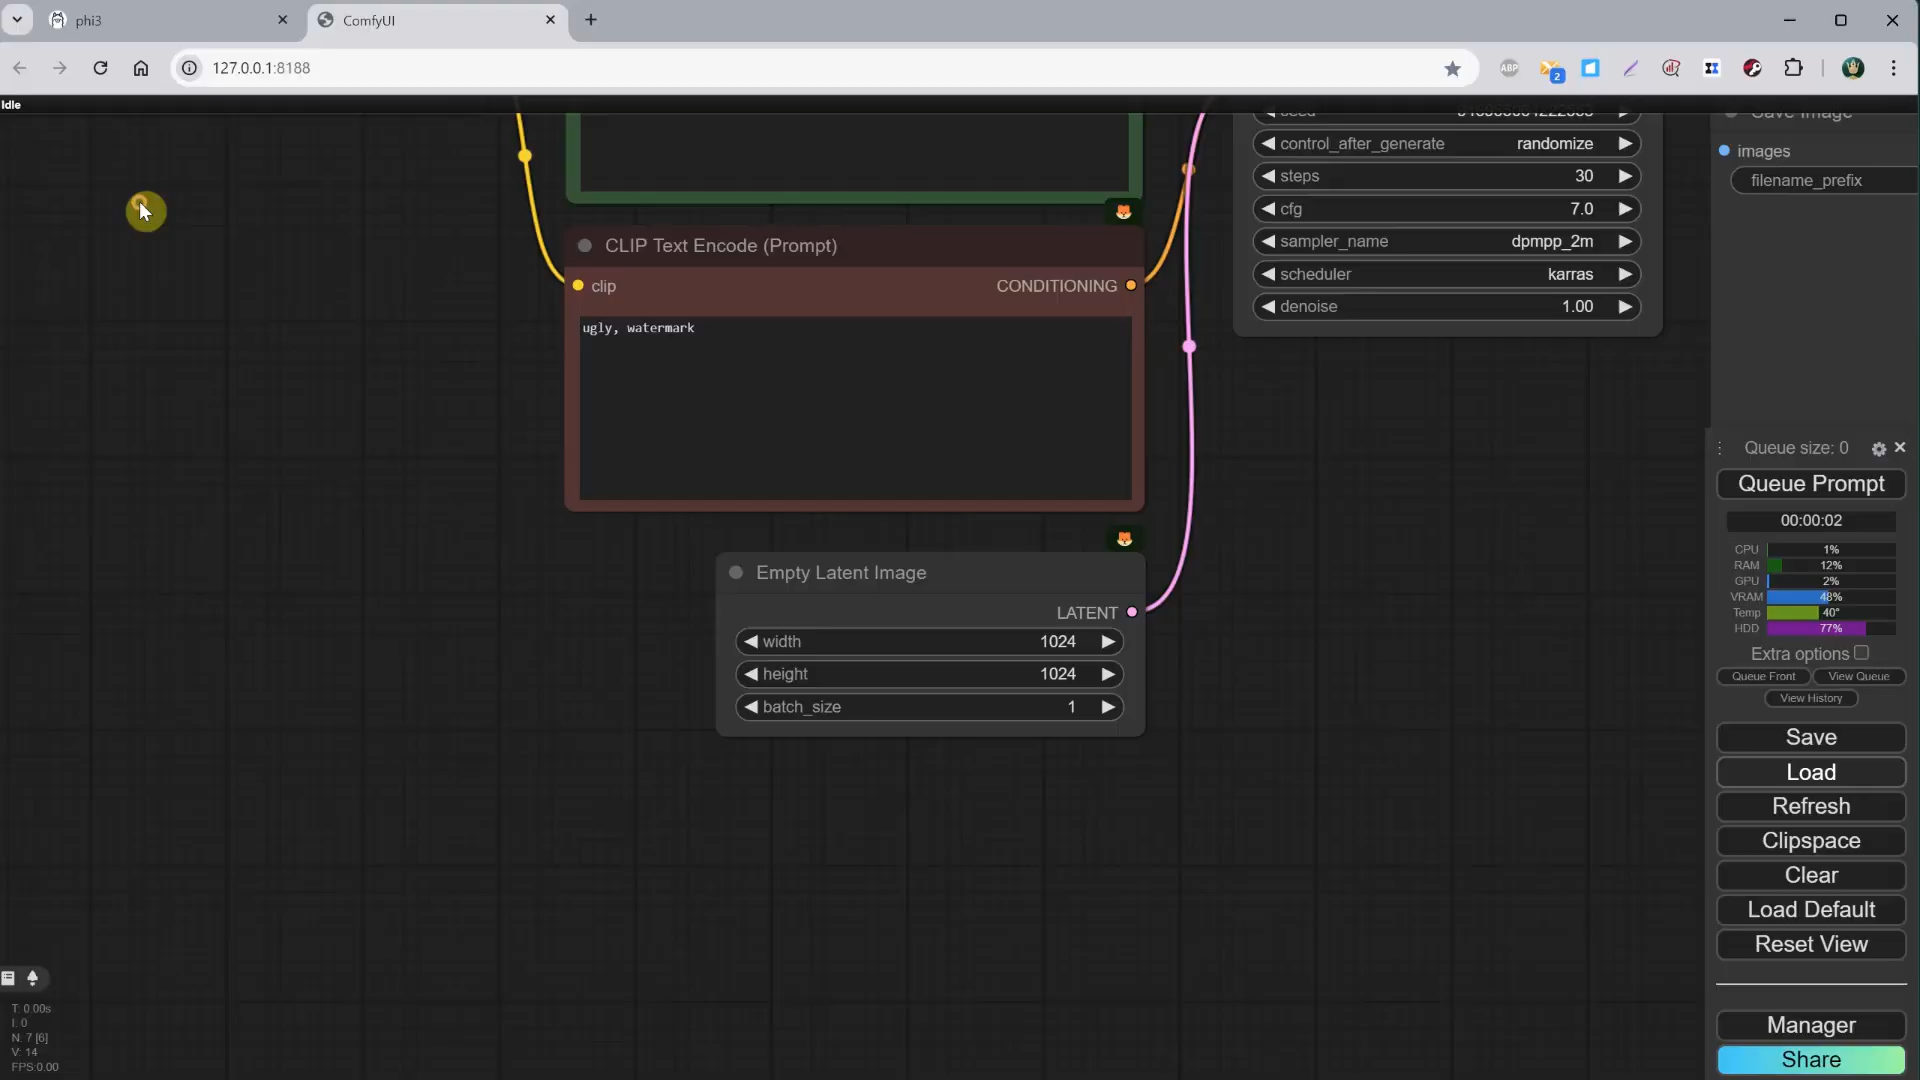 phi3
ComfyUI
127.0.0.1:8188
ABP
2
Idle
control_after_generate randomize
steps 30
cfg 7.0
sampler_name dpmpp_2m
scheduler karras
denoise 1.00
Save Image
images
filename_prefix
CLIP Text Encode (Prompt)
clip CONDITIONING
ugly, watermark
Empty Latent Image
LATENT
width 1024
height 1024
batch_size 1
Queue size: 0
Queue Prompt
00:00:02
CPU 1%
RAM 12%
GPU 2%
VRAM 48%
Temp 40°
HDD 77%
Extra options
Queue Front View Queue
View History
Save
Load
Refresh
Clipspace
Clear
Load Default
Reset View
Manager
Share
T: 0.00s
I: 0
N: 7 [6]
V: 14
FPS:0.00